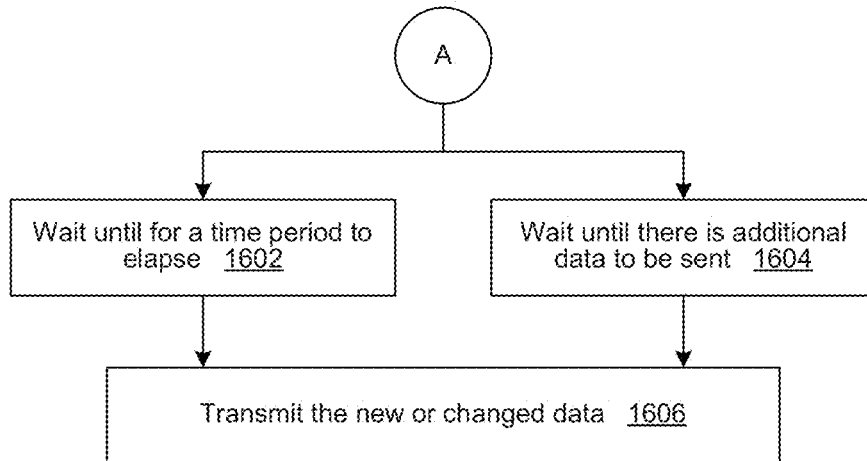 A
Wait until for a time period to
elapse 1602
Wait until there is additional
data to be sent 1604
Transmit the new or changed data 1606